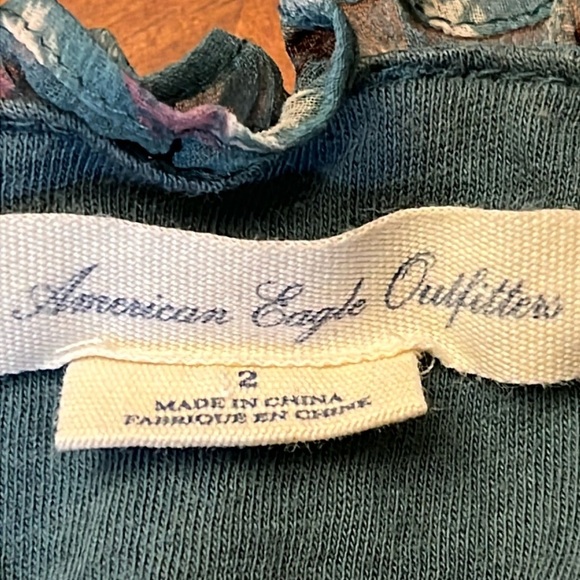 American Eagle Outfitters
2
MADE IN CHINA
FABRIQUE EN CHINE